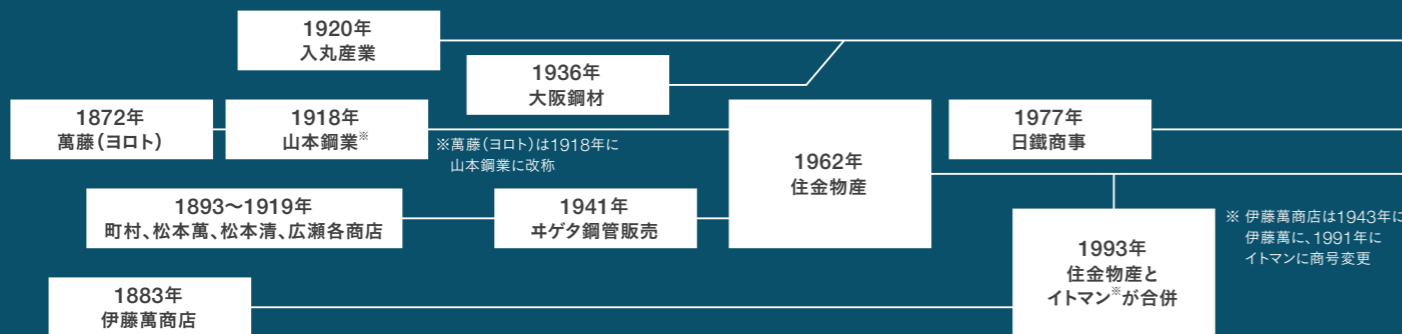 1920年
入丸産業
1936年
大阪鋼材
1872年
萬藤（ヨロト）
1918年
山本鋼業※
※萬藤（ヨロト）は1918年に
山本鋼業に改称
1962年
住金物産
1977年
日鐵商事
1893〜1919年
町村、松本萬、松本清、広瀬各商店
1941年
ヰゲタ鋼管販売
1993年
住金物産と
イトマン※が合併
※ 伊藤萬商店は1943年に
伊藤萬に、1991年に
イトマンに商号変更
1883年
伊藤萬商店